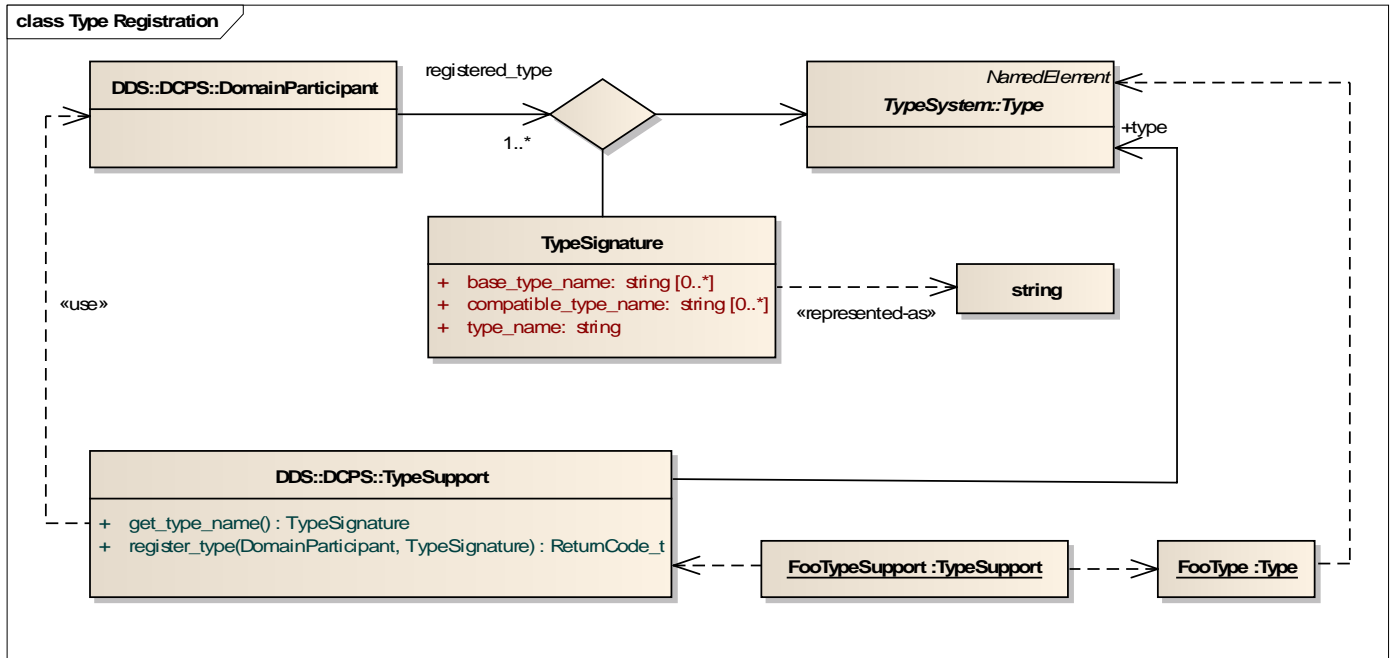 class Type Registration
DDS::DCPS::DomainParticipant
registered_type
1..*
NamedElement
TypeSystem::Type
+type
TypeSignature
+ base_type_name: string [0..*]
+ compatible_type_name: string [0..*]
+ type_name: string
string
«represented-as»
«use»
DDS::DCPS::TypeSupport
+ get_type_name() : TypeSignature
+ register_type(DomainParticipant, TypeSignature) : ReturnCode_t
FooTypeSupport :TypeSupport
FooType :Type